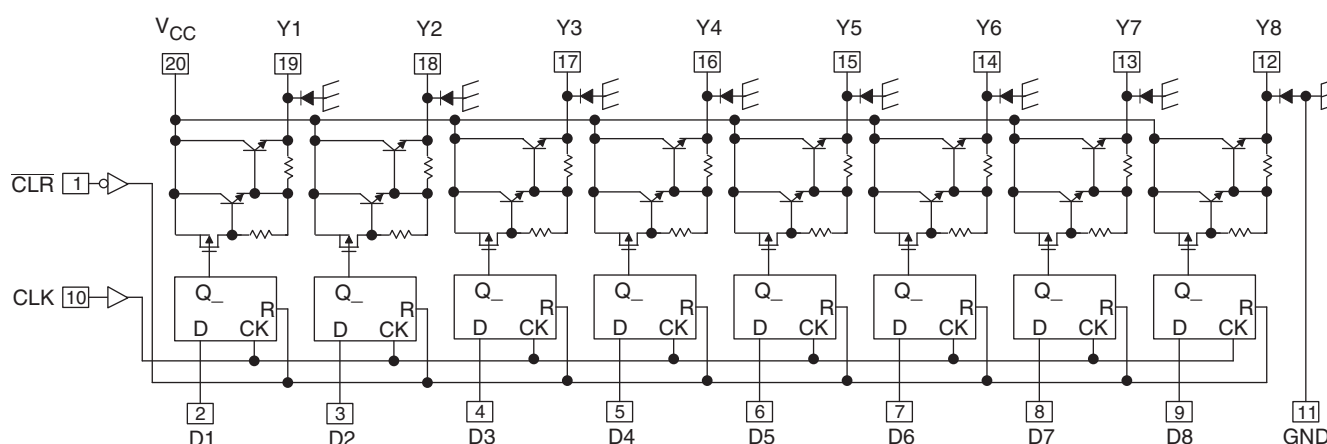 V_CC Y1 Y2 Y3 Y4 Y5 Y6 Y7 Y8
20 19 18 17 16 15 14 13 12
CLR 1
CLK 10
Q_ R Q_ R Q_ R Q_ R Q_ R Q_ R Q_ R Q_ R
D CK D CK D CK D CK D CK D CK D CK D CK
2 3 4 5 6 7 8 9 11
D1 D2 D3 D4 D5 D6 D7 D8 GND